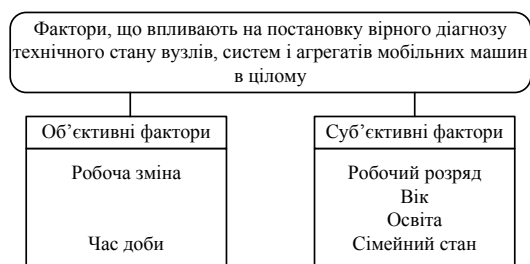 Фактори, що впливають на постановку вірного діагнозу
технічного стану вузлів, систем і агрегатів мобільних машин
в цілому
Об’єктивні фактори
Робоча зміна
Час доби
Суб’єктивні фактори
Робочий розряд
Вік
Освіта
Сімейний стан